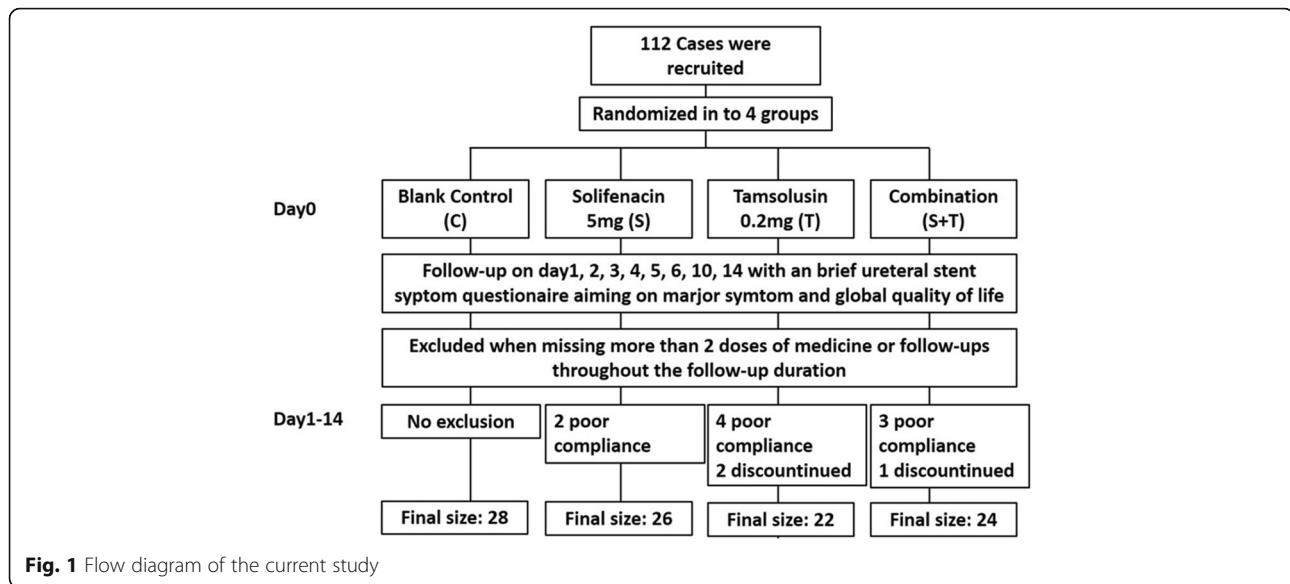 112 Cases were
recruited
Randomized in to 4 groups
Day0
Blank Control
(C)
Solifenacin
5mg (S)
Tamsolusin
0.2mg (T)
Combination
(S+T)
Follow-up on day1, 2, 3, 4, 5, 6, 10, 14 with an brief ureteral stent
syptom questionaire aiming on marjor symtom and global quality of life
Excluded when missing more than 2 doses of medicine or follow-ups
throughout the follow-up duration
Day1-14
No exclusion
2 poor
compliance
4 poor
compliance
2 discountinued
3 poor
compliance
1 discountinued
Final size: 28
Final size: 26
Final size: 22
Final size: 24
Fig. 1 Flow diagram of the current study